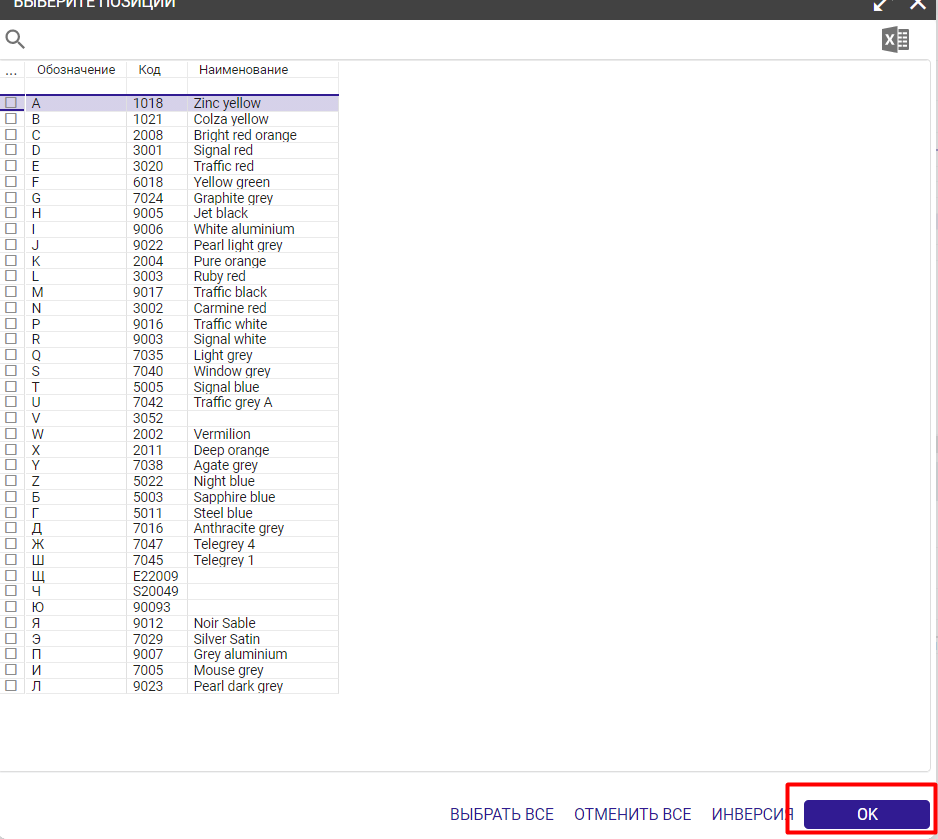 ВЫБЕРИТЕ ПОЗИЦИИ
... Обозначение Код Наименование
A 1018 Zinc yellow
B 1021 Colza yellow
C 2008 Bright red orange
D 3001 Signal red
E 3020 Traffic red
F 6018 Yellow green
G 7024 Graphite grey
H 9005 Jet black
I 9006 White aluminium
J 9022 Pearl light grey
K 2004 Pure orange
L 3003 Ruby red
M 9017 Traffic black
N 3002 Carmine red
P 9016 Traffic white
R 9003 Signal white
Q 7035 Light grey
S 7040 Window grey
T 5005 Signal blue
U 7042 Traffic grey A
V 3052
W 2002 Vermilion
X 2011 Deep orange
Y 7038 Agate grey
Z 5022 Night blue
Б 5003 Sapphire blue
Г 5011 Steel blue
Д 7016 Anthracite grey
Ж 7047 Telegrey 4
Ш 7045 Telegrey 1
Щ E22009
Ч S20049
Ю 90093
Я 9012 Noir Sable
Э 7029 Silver Satin
П 9007 Grey aluminium
И 7005 Mouse grey
Л 9023 Pearl dark grey
ВЫБРАТЬ ВСЕ ОТМЕНИТЬ ВСЕ ИНВЕРСИЯ OK